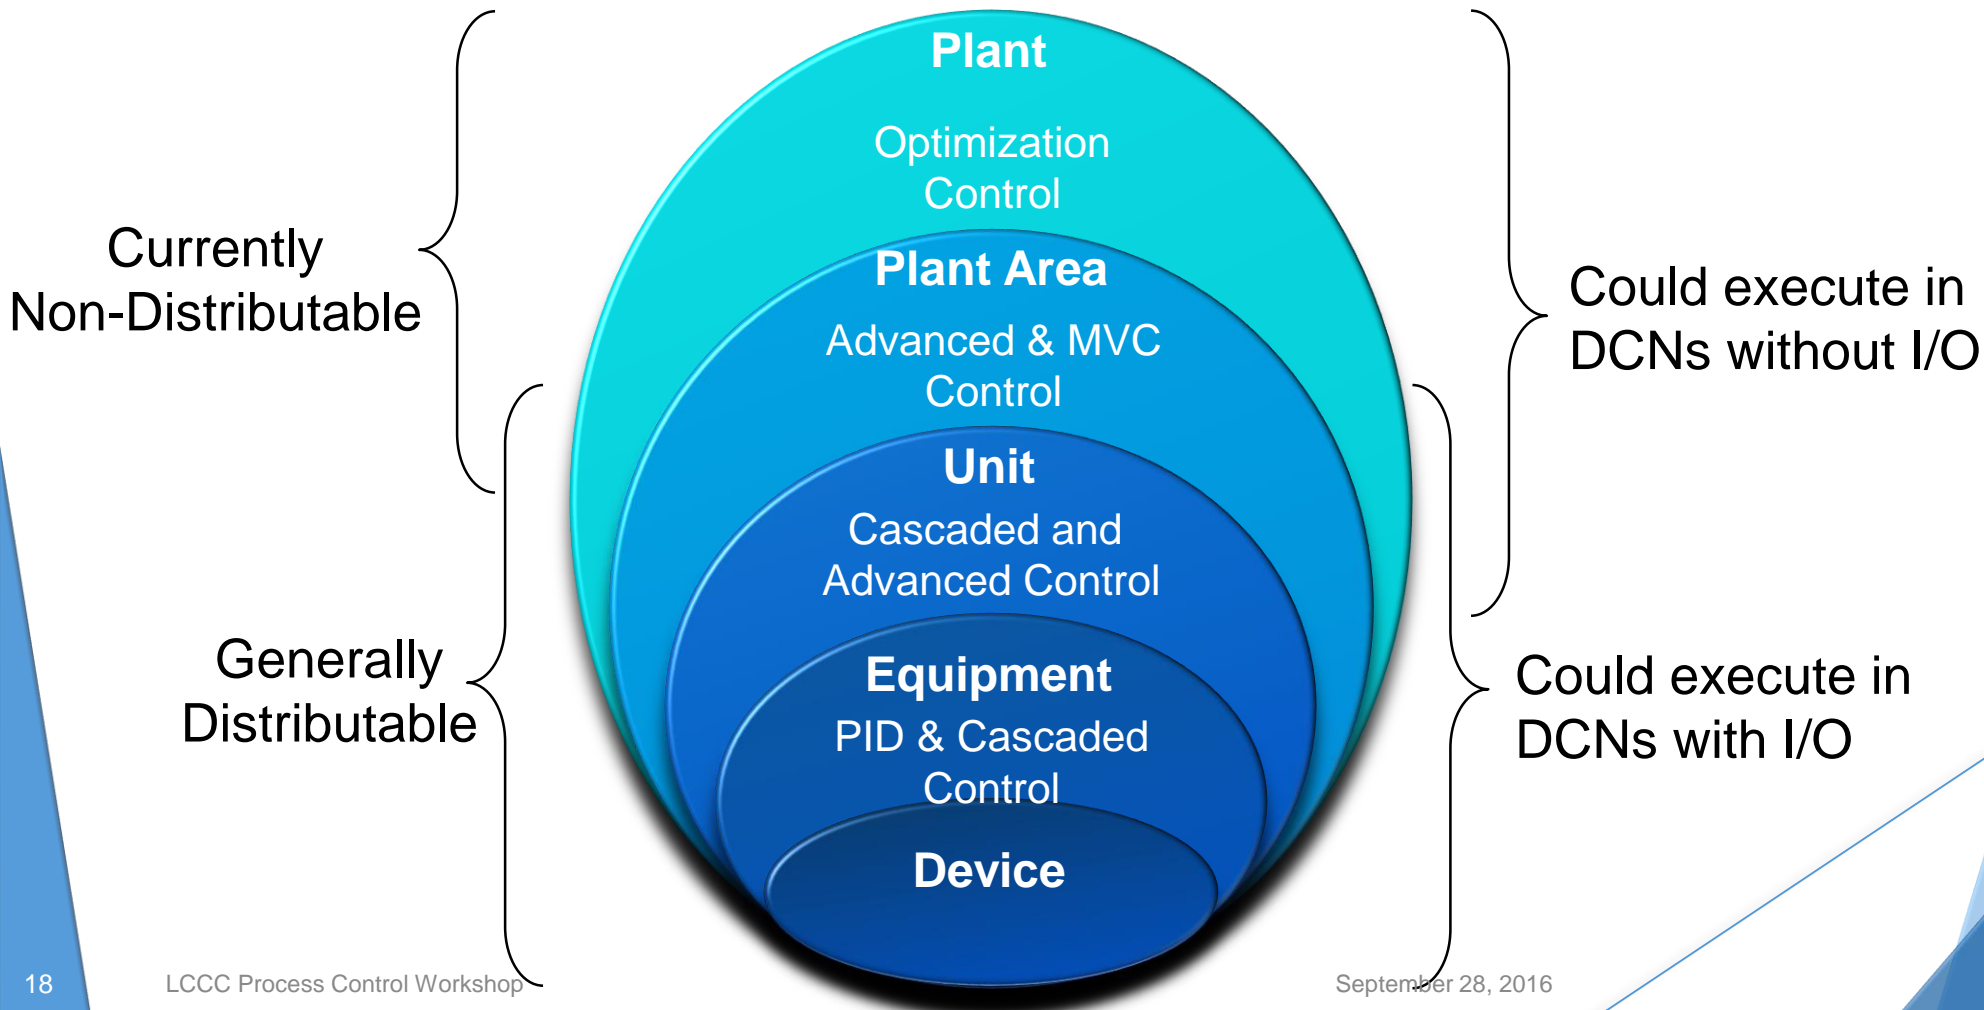 Plant
Optimization
Control
Plant Area
Advanced & MVC
Control
Unit
Cascaded and
Advanced Control
Equipment
PID & Cascaded
Control
Device
Currently
Non-Distributable
Generally
Distributable
Could execute in
DCNs without I/O
Could execute in
DCNs with I/O
18
LCCC Process Control Workshop
September 28, 2016